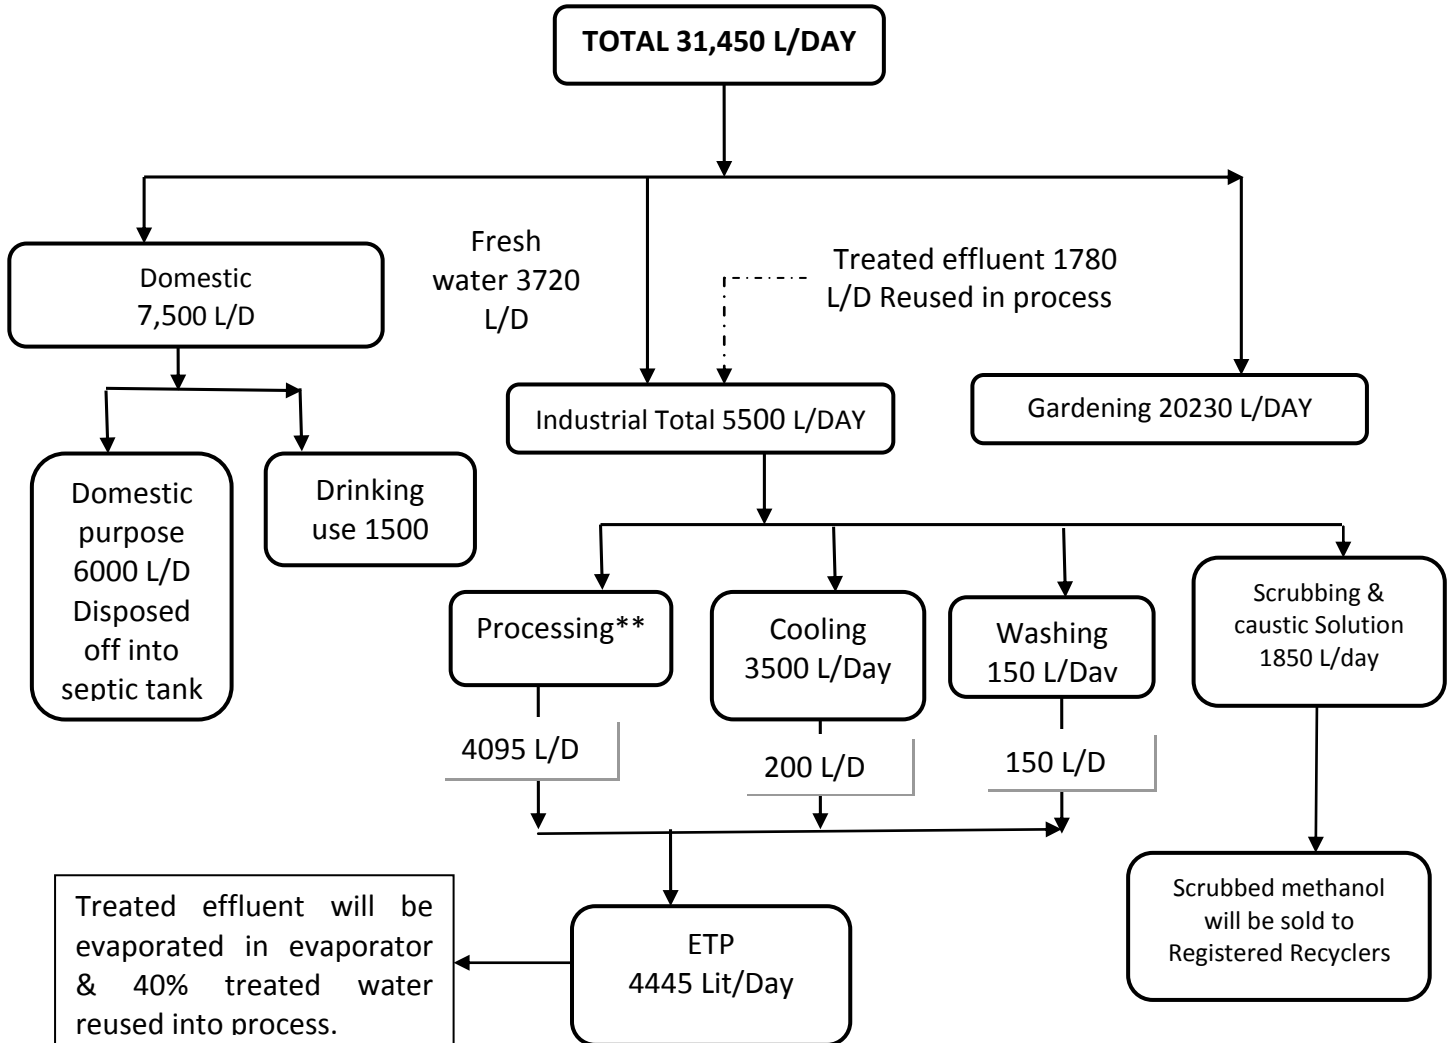 TOTAL 31,450 L/DAY
Domestic
7,500 L/D
Fresh
water 3720
L/D
Treated effluent 1780
L/D Reused in process
Industrial Total 5500 L/DAY
Gardening 20230 L/DAY
Domestic
purpose
6000 L/D
Disposed
off into
septic tank
Drinking
use 1500
Processing**
Cooling
3500 L/Day
Washing
150 L/Day
Scrubbing &
caustic Solution
1850 L/day
4095 L/D
200 L/D
150 L/D
Treated effluent will be
evaporated in evaporator
& 40% treated water
reused into process.
ETP
4445 Lit/Day
Scrubbed methanol
will be sold to
Registered Recyclers